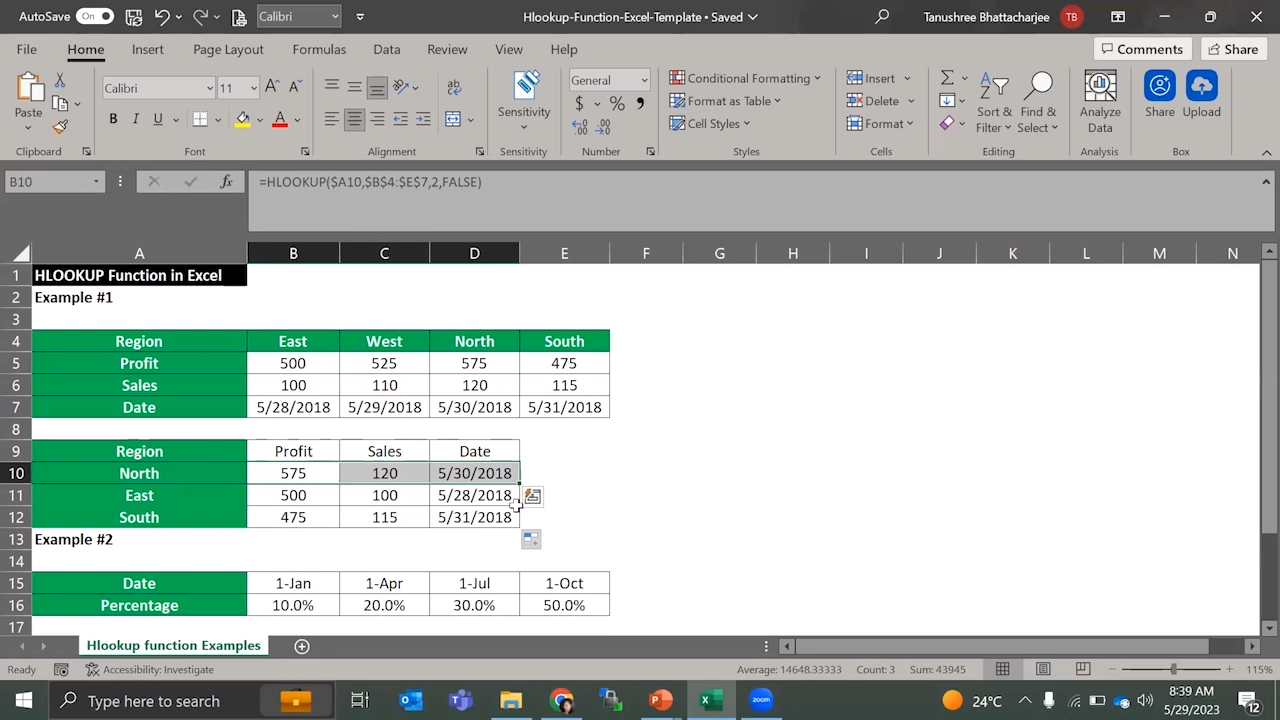 AutoSave On Calibri Hlookup-Function-Excel-Template • Saved Tanushree Bhattacharjee TB
File Home Insert Page Layout Formulas Data Review View Help Comments Share
Paste
Calibri 11
B I U A
ab
General
$ % 9
.00 .00
Sensitivity
Conditional Formatting
Format as Table
Cell Styles
Insert
Delete
Format
Sort & Filter
Find & Select
Analyze Data
Share Upload
Clipboard Font Alignment Sensitivity Number Styles Cells Editing Analysis Box
B10 fx =HLOOKUP($A10,$B$4:$E$7,2,FALSE)
A B C D E F G H I J K L M N
1 HLOOKUP Function in Excel
2 Example #1
3
4 Region East West North South
5 Profit 500 525 575 475
6 Sales 100 110 120 115
7 Date 5/28/2018 5/29/2018 5/30/2018 5/31/2018
8
9 Region Profit Sales Date
10 North 575 120 5/30/2018
11 East 500 100 5/28/2018
12 South 475 115 5/31/2018
13 Example #2
14
15 Date 1-Jan 1-Apr 1-Jul 1-Oct
16 Percentage 10.0% 20.0% 30.0% 50.0%
17
Hlookup function Examples
Ready Accessibility: Investigate Average: 14648.33333 Count: 3 Sum: 43945 115%
Type here to search zoom 24°C 8:39 AM
5/29/2023 12